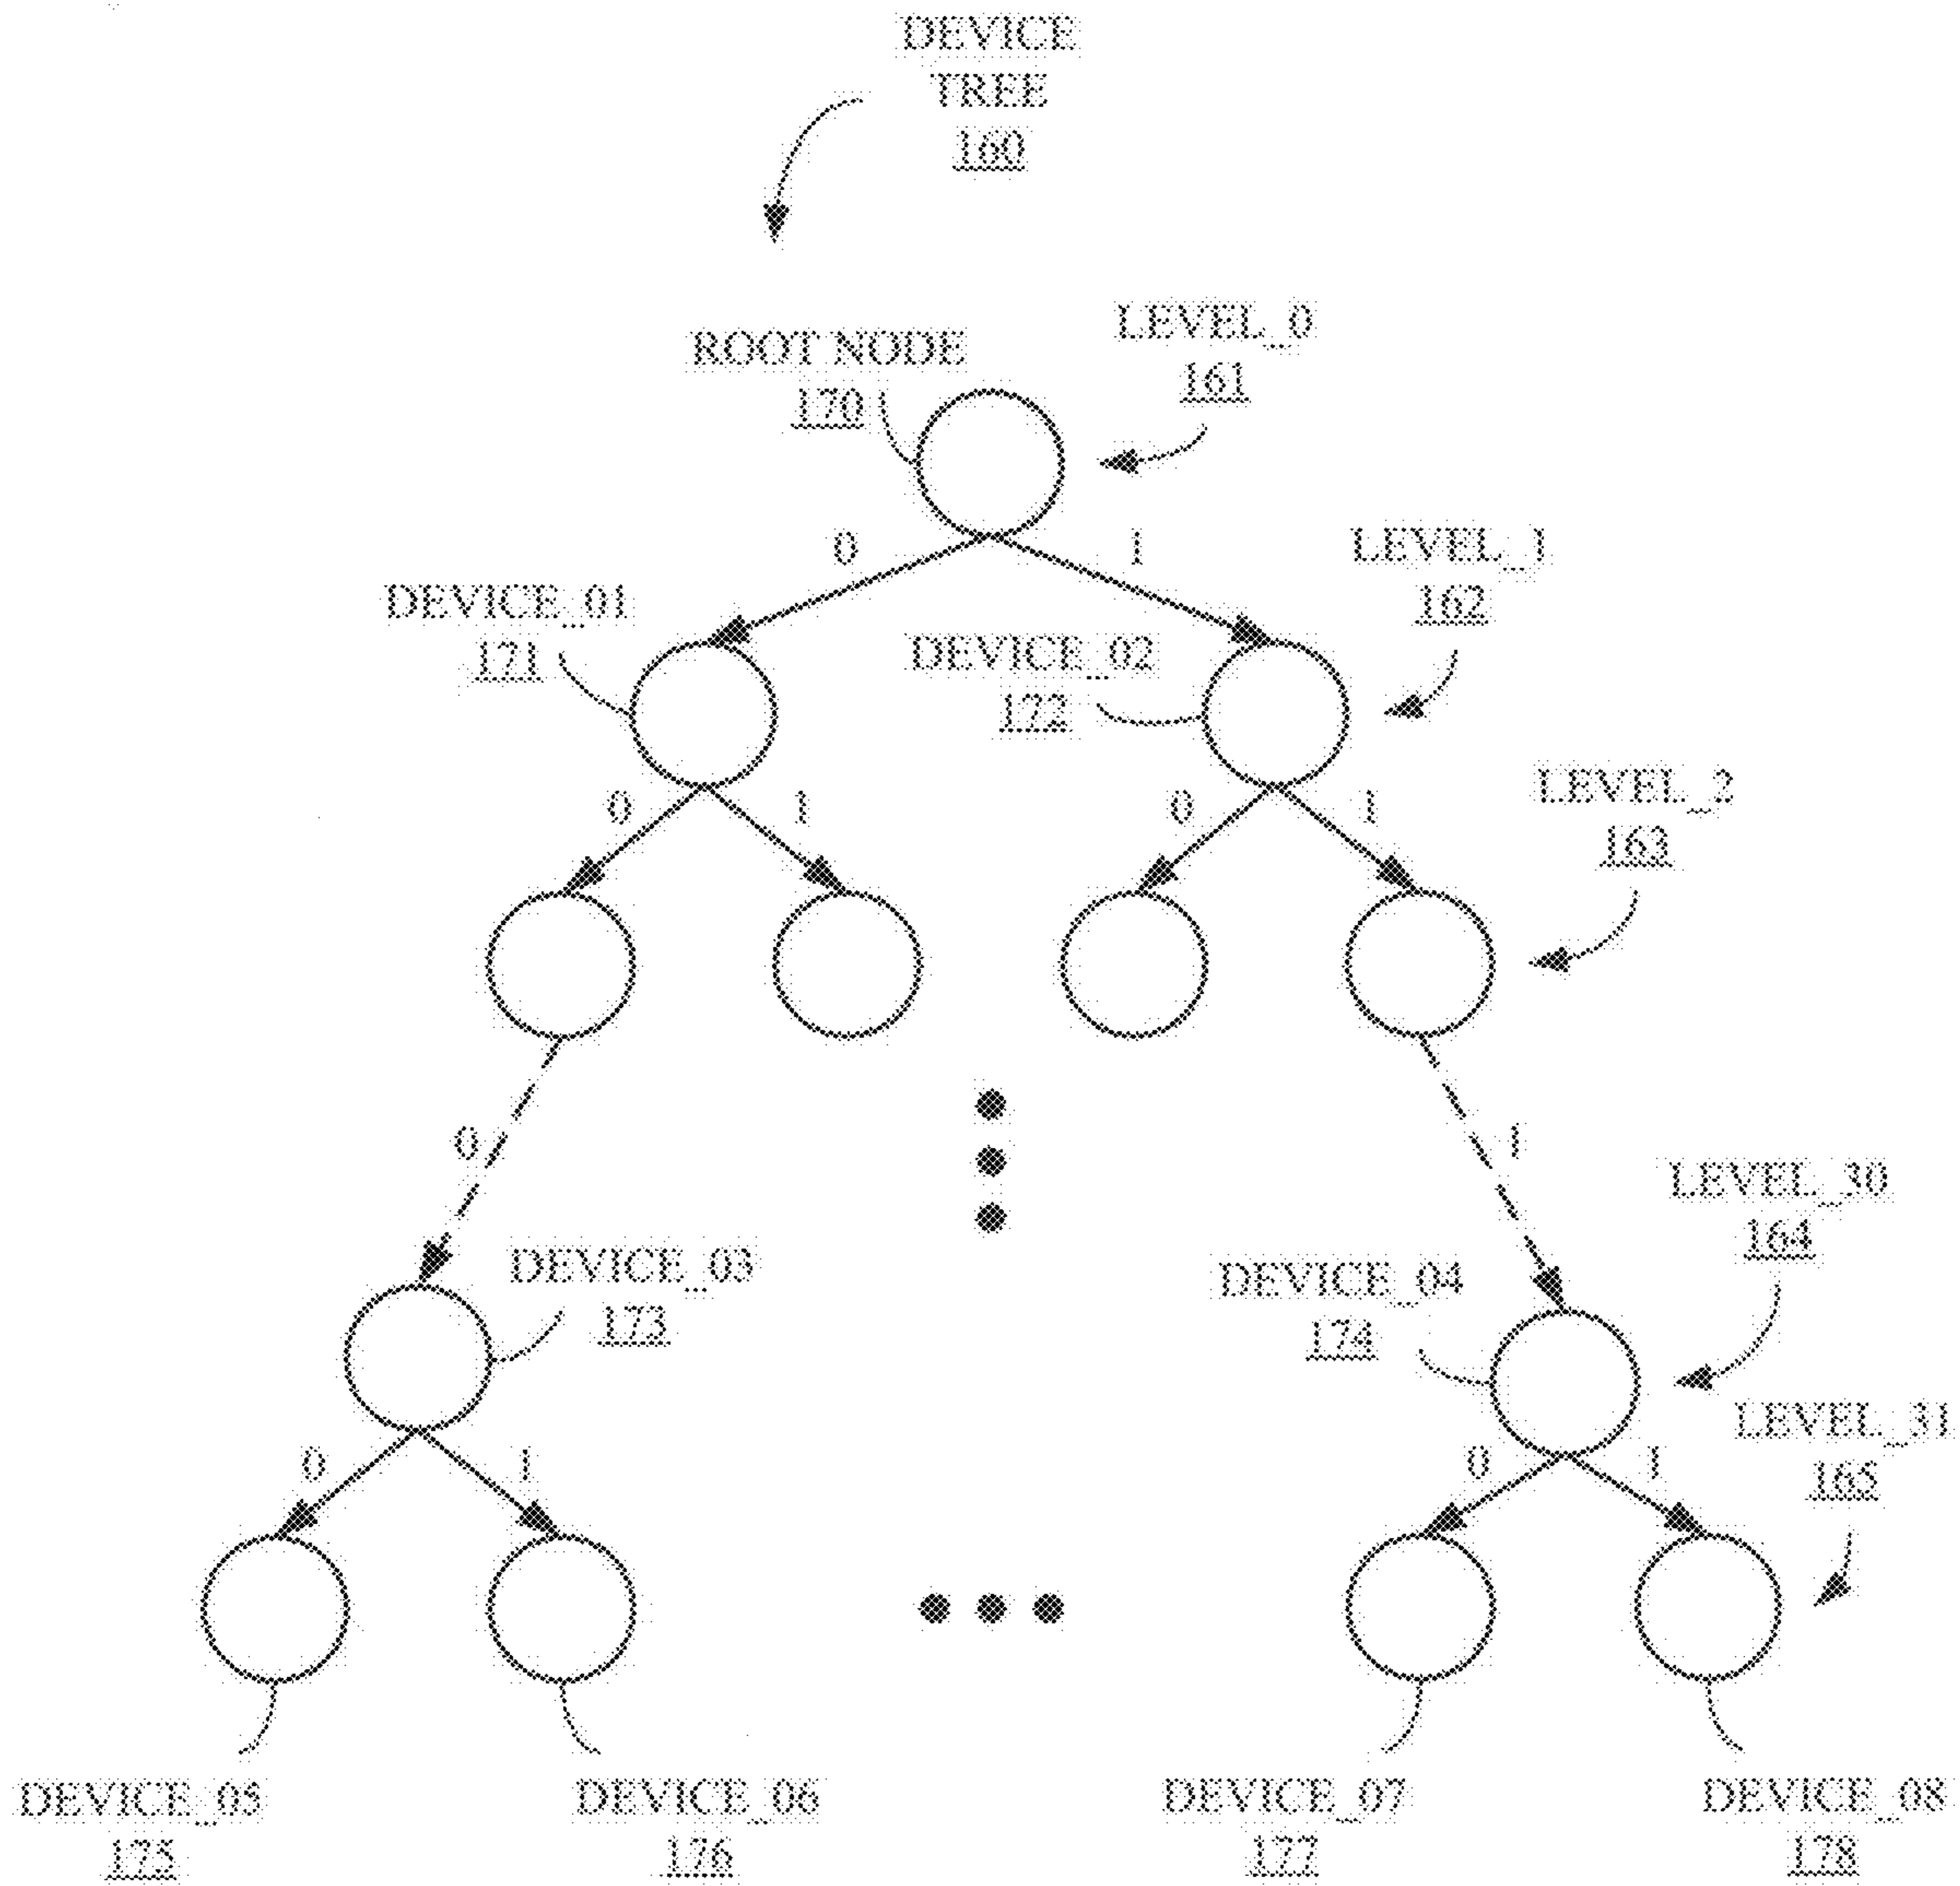 DEVICE
TREE
160
ROOT NODE
170
LEVEL_0
161
0
1
DEVICE_01
171
DEVICE_02
172
LEVEL_1
162
0
1
0
1
LEVEL_2
163
0
1
DEVICE_03
173
DEVICE_04
174
LEVEL_30
164
0
1
0
1
LEVEL_31
165
DEVICE_05
175
DEVICE_06
176
DEVICE_07
177
DEVICE_08
178